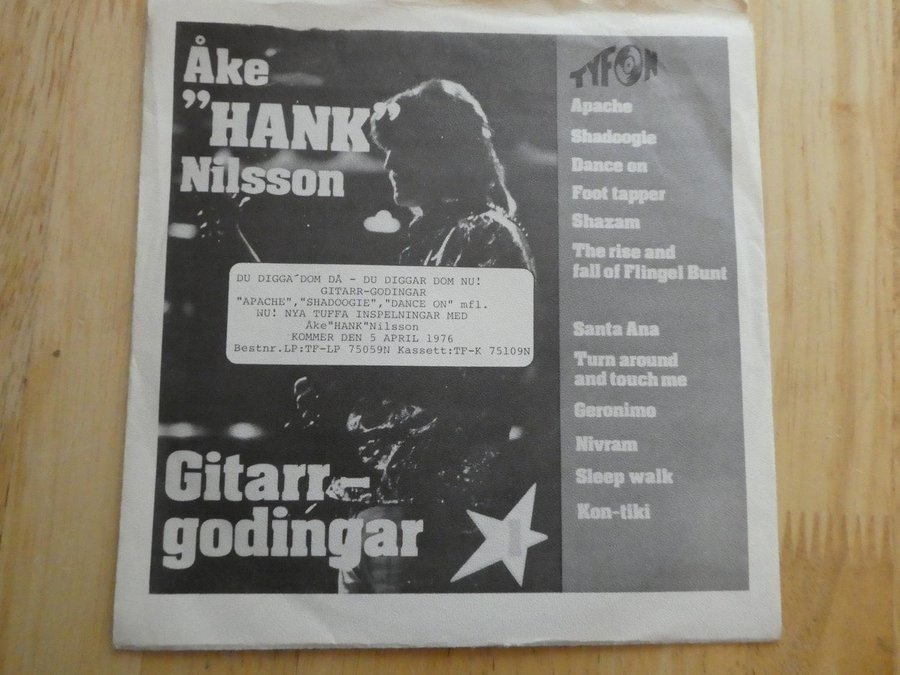 Åke
"HANK"
Nilsson
DU DIGGA´DOM DÅ - DU DIGGAR DOM NU!
GITARR-GODINGAR
"APACHE","SHADOOGIE","DANCE ON" mfl.
NU! NYA TUFFA INSPELNINGAR MED
Åke"HANK"Nilsson
KOMMER DEN 5 APRIL 1976
Bestnr.LP:TF-LP 75059N Kassett:TF-K 75109N
Gitarr-
godingar
1
TYFON
Apache
Shadoogie
Dance on
Foot tapper
Shazam
The rise and
fall of Flingel Bunt
Santa Ana
Turn around
and touch me
Geronimo
Nivram
Sleep walk
Kon-tiki